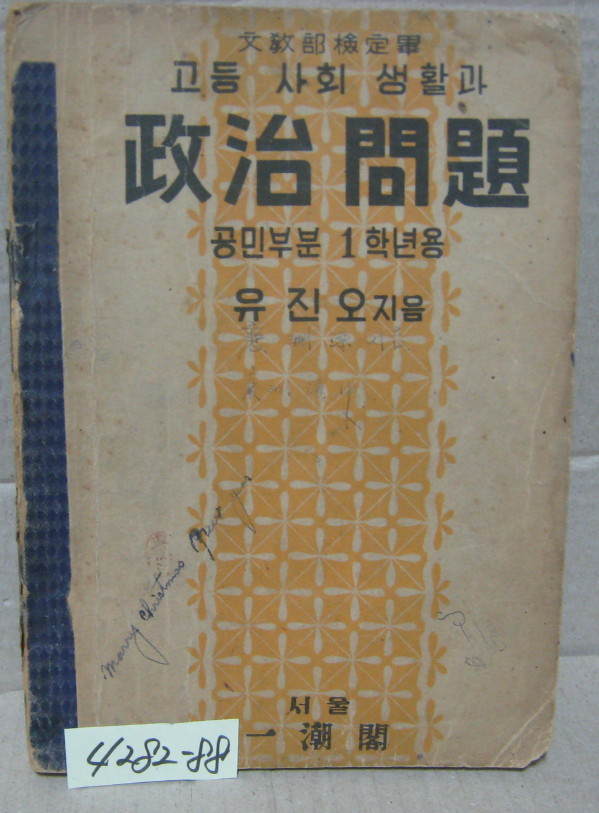 文敎部檢定畢
고등 사회 생활과
政治問題
공민부분 1학년용
유진오지음
Marry Christmas
New
서울
一潮閣
4282-88